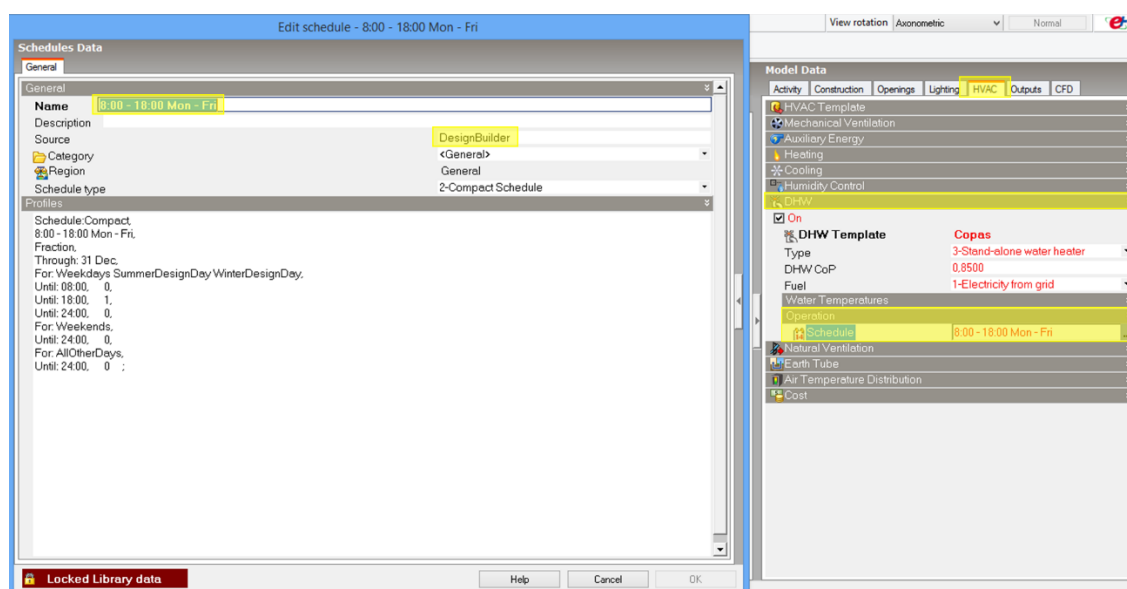 Edit schedule - 8:00 - 18:00 Mon - Fri
Schedules Data
General
General
Name 8:00 - 18:00 Mon - Fri
Description
Source DesignBuilder
Category <General>
Region General
Schedule type 2-Compact Schedule
Profiles
Schedule:Compact,
8:00 - 18:00 Mon - Fri,
Fraction,
Through: 31 Dec,
For: Weekdays SummerDesignDay WinterDesignDay,
Until: 08:00, 0,
Until: 18:00, 1,
Until: 24:00, 0,
For: Weekends,
Until: 24:00, 0,
For: AllOtherDays,
Until: 24:00, 0 ;
Locked Library data
Help Cancel OK
View rotation Axonometric Normal
Model Data
Activity Construction Openings Lighting HVAC Outputs CFD
HVAC Template
Mechanical Ventilation
Auxiliary Energy
Heating
Cooling
Humidity Control
DHW
On
DHW Template Copas
Type 3-Stand-alone water heater
DHW CoP 0,8500
Fuel 1-Electricity from grid
Water Temperatures
Operation
Schedule 8:00 - 18:00 Mon - Fri
Natural Ventilation
Earth Tube
Air Temperature Distribution
Cost